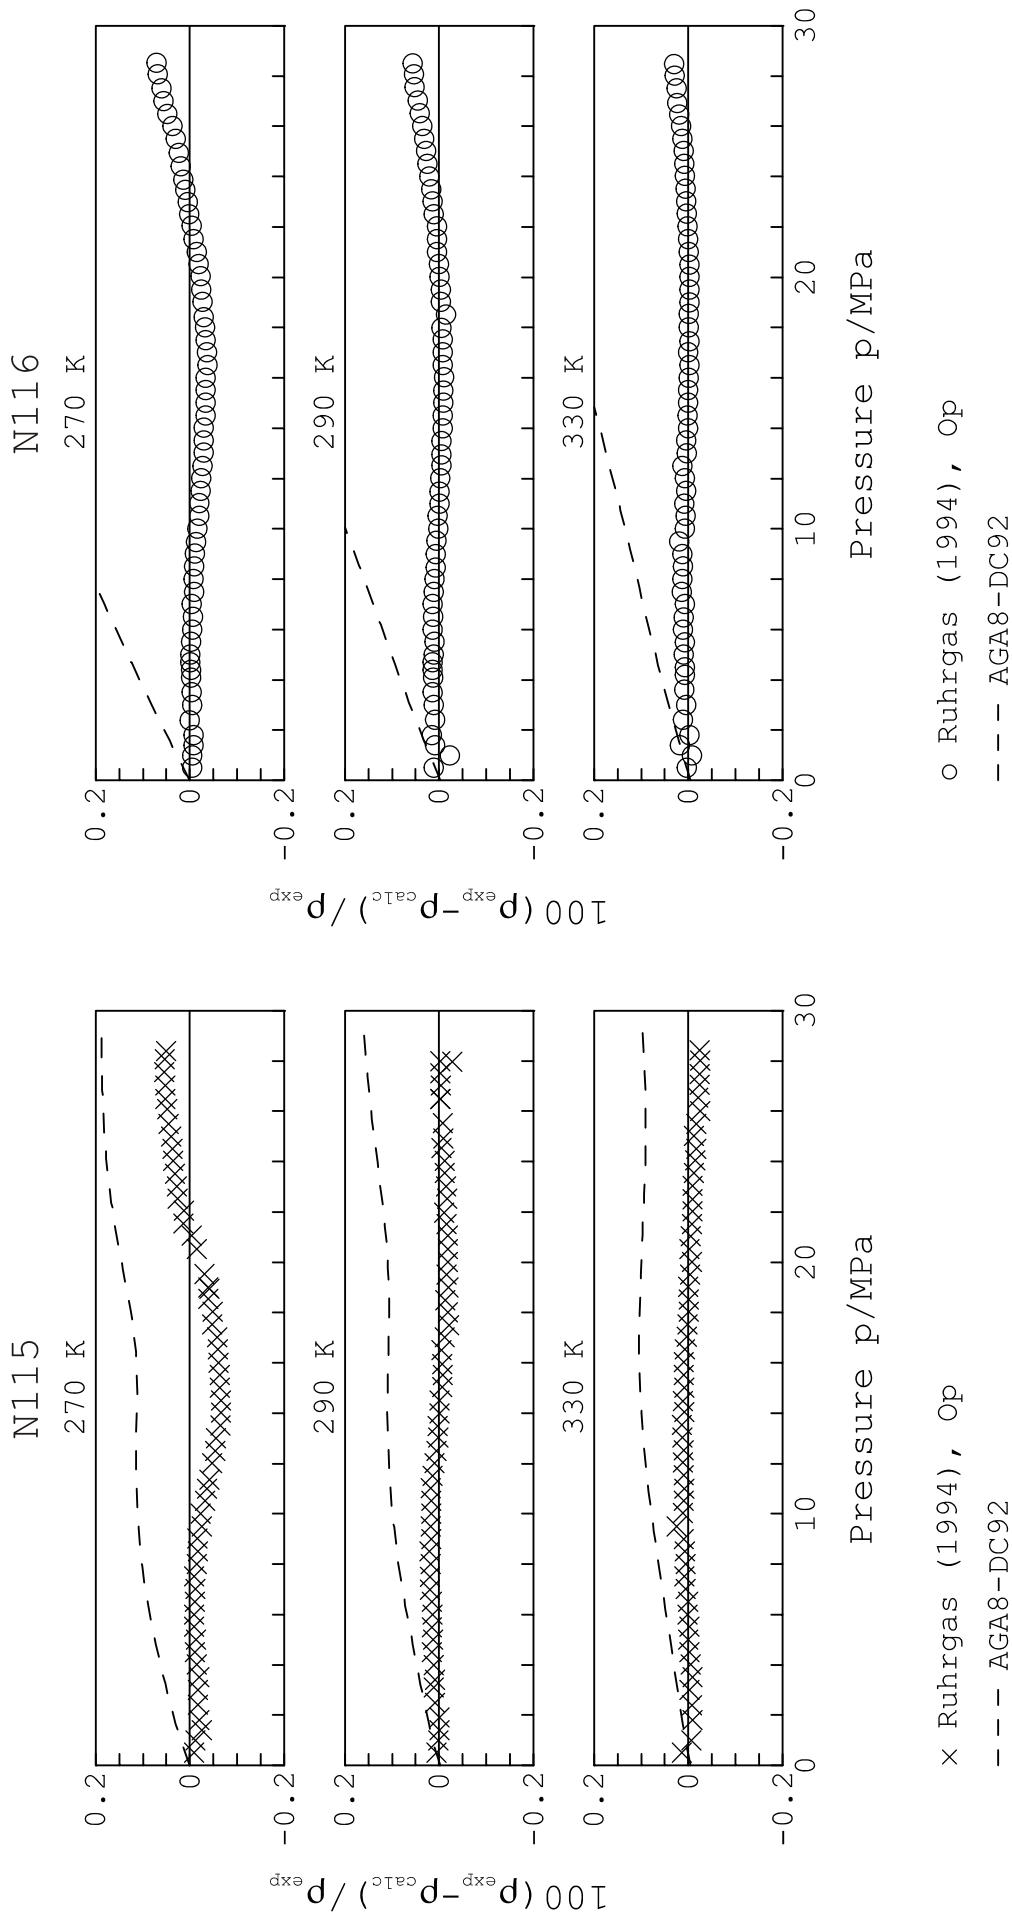 N115
270 K
0.2
0
-0.2
290 K
0.2
0
-0.2
330 K
0.2
0
-0.2
100(ρexp-ρcalc)/ρexp
0 10 20 30
Pressure p/MPa
× Ruhrgas (1994), Op
--- AGA8-DC92
N116
270 K
0.2
0
-0.2
290 K
0.2
0
-0.2
330 K
0.2
0
-0.2
100(ρexp-ρcalc)/ρexp
0 10 20 30
Pressure p/MPa
o Ruhrgas (1994), Op
--- AGA8-DC92